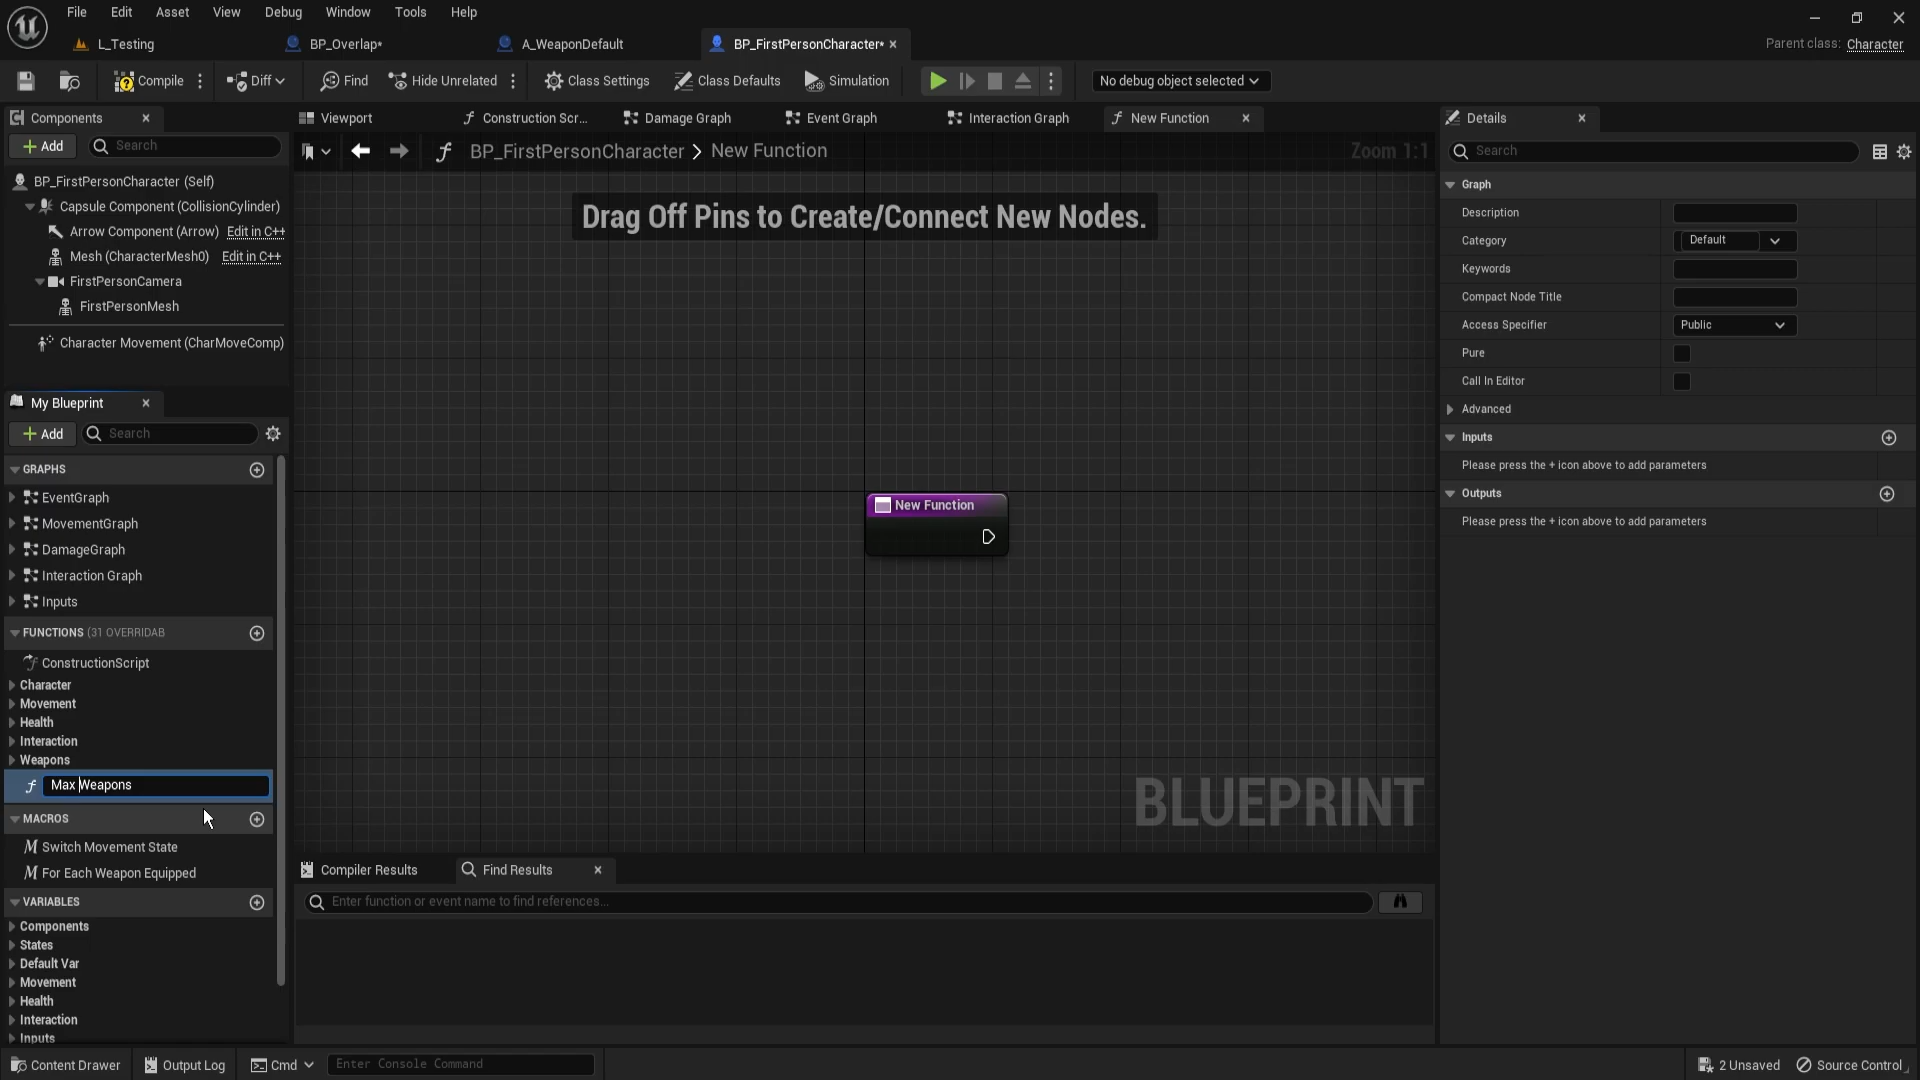 File Edit Asset View Debug Window Tools Help
L_Testing BP_Overlap* A_WeaponDefault BP_FirstPersonCharacter* Parent class: Character
Compile Diff Find Hide Unrelated Class Settings Class Defaults Simulation No debug object selected
Components Viewport Construction Scr... Damage Graph Event Graph Interaction Graph New Function Details
+ Add Search BP_FirstPersonCharacter > New Function Zoom 1:1 Search
BP_FirstPersonCharacter (Self)
Capsule Component (CollisionCylinder)
Arrow Component (Arrow) Edit in C++
Mesh (CharacterMesh0) Edit in C++
FirstPersonCamera
FirstPersonMesh
Character Movement (CharMoveComp)
My Blueprint
+ Add Search
GRAPHS
EventGraph
MovementGraph
DamageGraph
Interaction Graph
Inputs
FUNCTIONS (31 OVERRIDAB
ConstructionScript
Character
Movement
Health
Interaction
Weapons
Max Weapons
MACROS
Switch Movement State
For Each Weapon Equipped
VARIABLES
Components
States
Default Var
Movement
Health
Interaction
Inputs
Drag Off Pins to Create/Connect New Nodes.
New Function
BLUEPRINT
Compiler Results Find Results
Enter function or event name to find references...
Graph
Description
Category Default
Keywords
Compact Node Title
Access Specifier Public
Pure
Call In Editor
Advanced
Inputs
Please press the + icon above to add parameters
Outputs
Please press the + icon above to add parameters
Content Drawer Output Log Cmd Enter Console Command 2 Unsaved Source Control